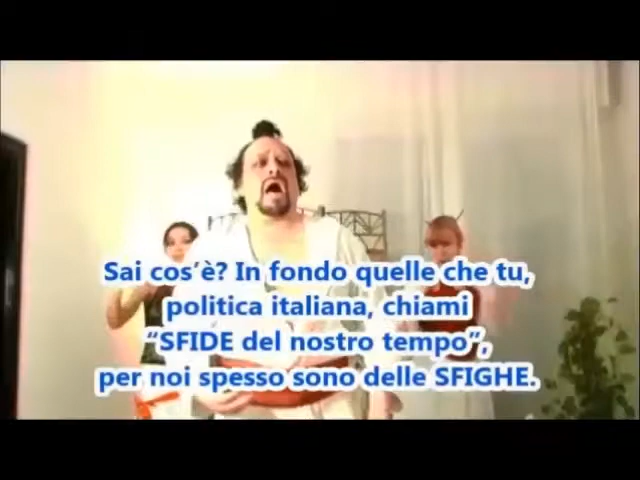 Sai cos'è? In fondo quelle che tu,
politica italiana, chiami
“SFIDE del nostro tempo”,
per noi spesso sono delle SFIGHE.